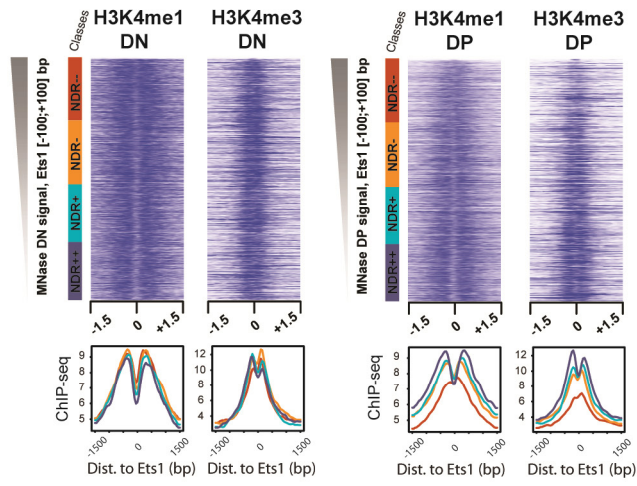 Classes
H3K4me1
DN
H3K4me3
DN
Classes
H3K4me1
DP
H3K4me3
DP
MNase DN signal, Ets1 [-100;+100] bp
NDR--
NDR-
NDR+
NDR++
MNase DP signal, Ets1 [-100;+100] bp
NDR--
NDR-
NDR+
NDR++
-1.5 0 +1.5
-1.5 0 +1.5
-1.5 0 +1.5
-1.5 0 +1.5
ChIP-seq
9
8
7
6
5
12
10
8
6
4
ChIP-seq
9
8
7
6
5
12
10
8
6
4
-1500 0 1500
-1500 0 1500
-1500 0 1500
-1500 0 1500
Dist. to Ets1 (bp)
Dist. to Ets1 (bp)
Dist. to Ets1 (bp)
Dist. to Ets1 (bp)